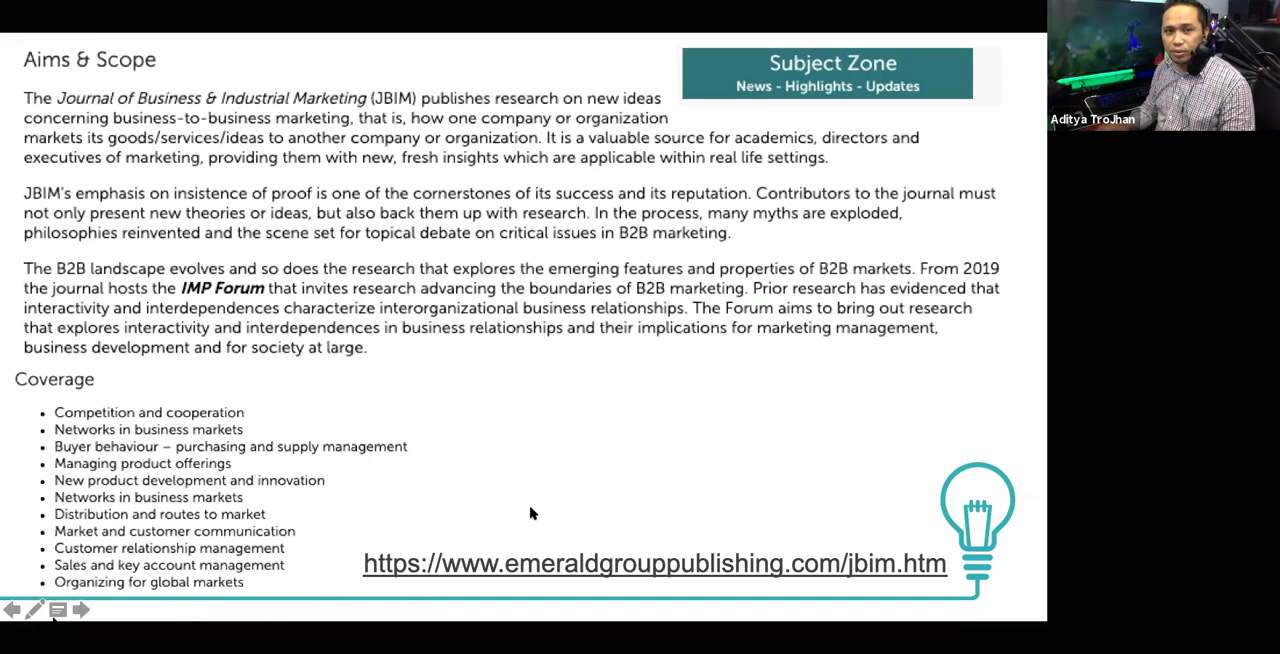 Aims & Scope
Subject Zone
News - Highlights - Updates
The Journal of Business & Industrial Marketing (JBIM) publishes research on new ideas
concerning business-to-business marketing, that is, how one company or organization
markets its goods/services/ideas to another company or organization. It is a valuable source for academics, directors and
executives of marketing, providing them with new, fresh insights which are applicable within real life settings.
JBIM's emphasis on insistence of proof is one of the cornerstones of its success and its reputation. Contributors to the journal must
not only present new theories or ideas, but also back them up with research. In the process, many myths are exploded,
philosophies reinvented and the scene set for topical debate on critical issues in B2B marketing.
The B2B landscape evolves and so does the research that explores the emerging features and properties of B2B markets. From 2019
the journal hosts the IMP Forum that invites research advancing the boundaries of B2B marketing. Prior research has evidenced that
interactivity and interdependences characterize interorganizational business relationships. The Forum aims to bring out research
that explores interactivity and interdependences in business relationships and their implications for marketing management,
business development and for society at large.
Coverage
• Competition and cooperation
• Networks in business markets
• Buyer behaviour – purchasing and supply management
• Managing product offerings
• New product development and innovation
• Networks in business markets
• Distribution and routes to market
• Market and customer communication
• Customer relationship management
• Sales and key account management
• Organizing for global markets
https://www.emeraldgrouppublishing.com/jbim.htm
Aditya TroJhan